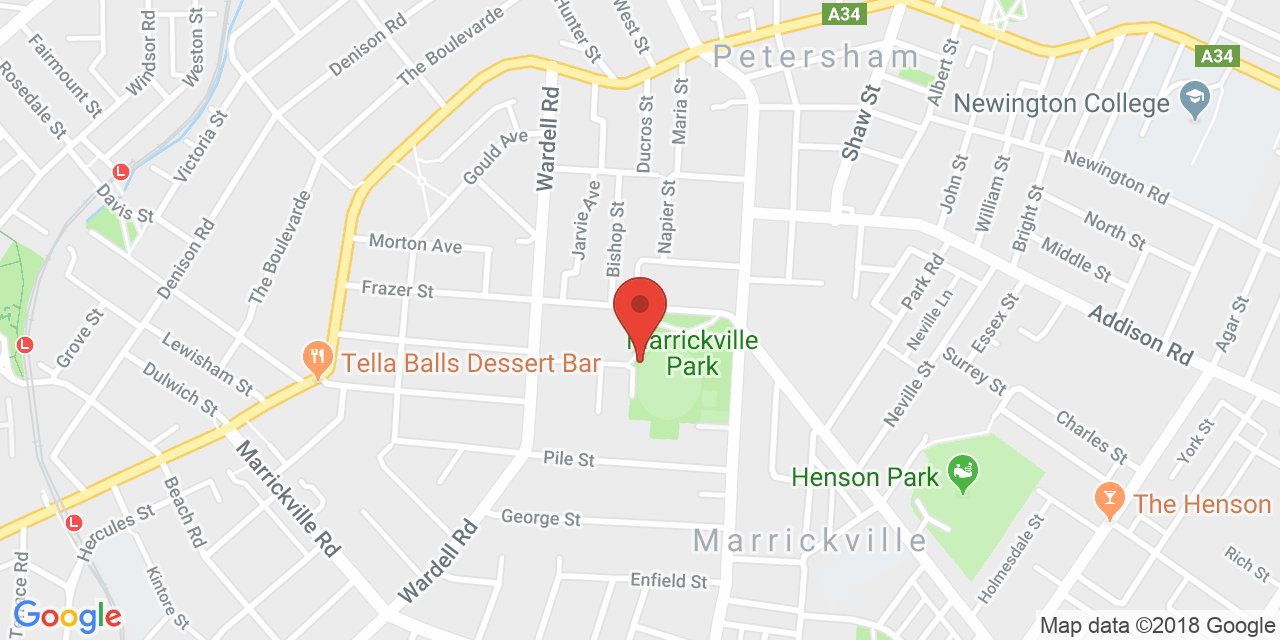 A34
A34
Petersham
Newington College
Fairmount St
Windsor Rd
Weston St
Denison Rd
The Boulevarde
Hunter St
West St
Rosedale St
Victoria St
Gould Ave
Wardell Rd
Ducros St
Maria St
Albert St
Shaw St
Newington Rd
L
Davis St
Denison Rd
The Boulevarde
Morton Ave
Jarvie Ave
Bishop St
Napier St
John St
William St
Bright St
North St
Middle St
Frazer St
Park Rd
Neville Ln
Essex St
Addison Rd
Agar St
L
Grove St
Lewisham St
Tella Balls Dessert Bar
Marrickville
Park
Dulwich St
Neville St
Surrey St
Charles St
York St
Pile St
Henson Park
Marrickville Rd
Beach Rd
L
Hercules St
George St
Wardell Rd
Marrickville
The Henson
Holmesdale St
Rich St
Kintore St
Enfield St
Google
Map data ©2018 Google